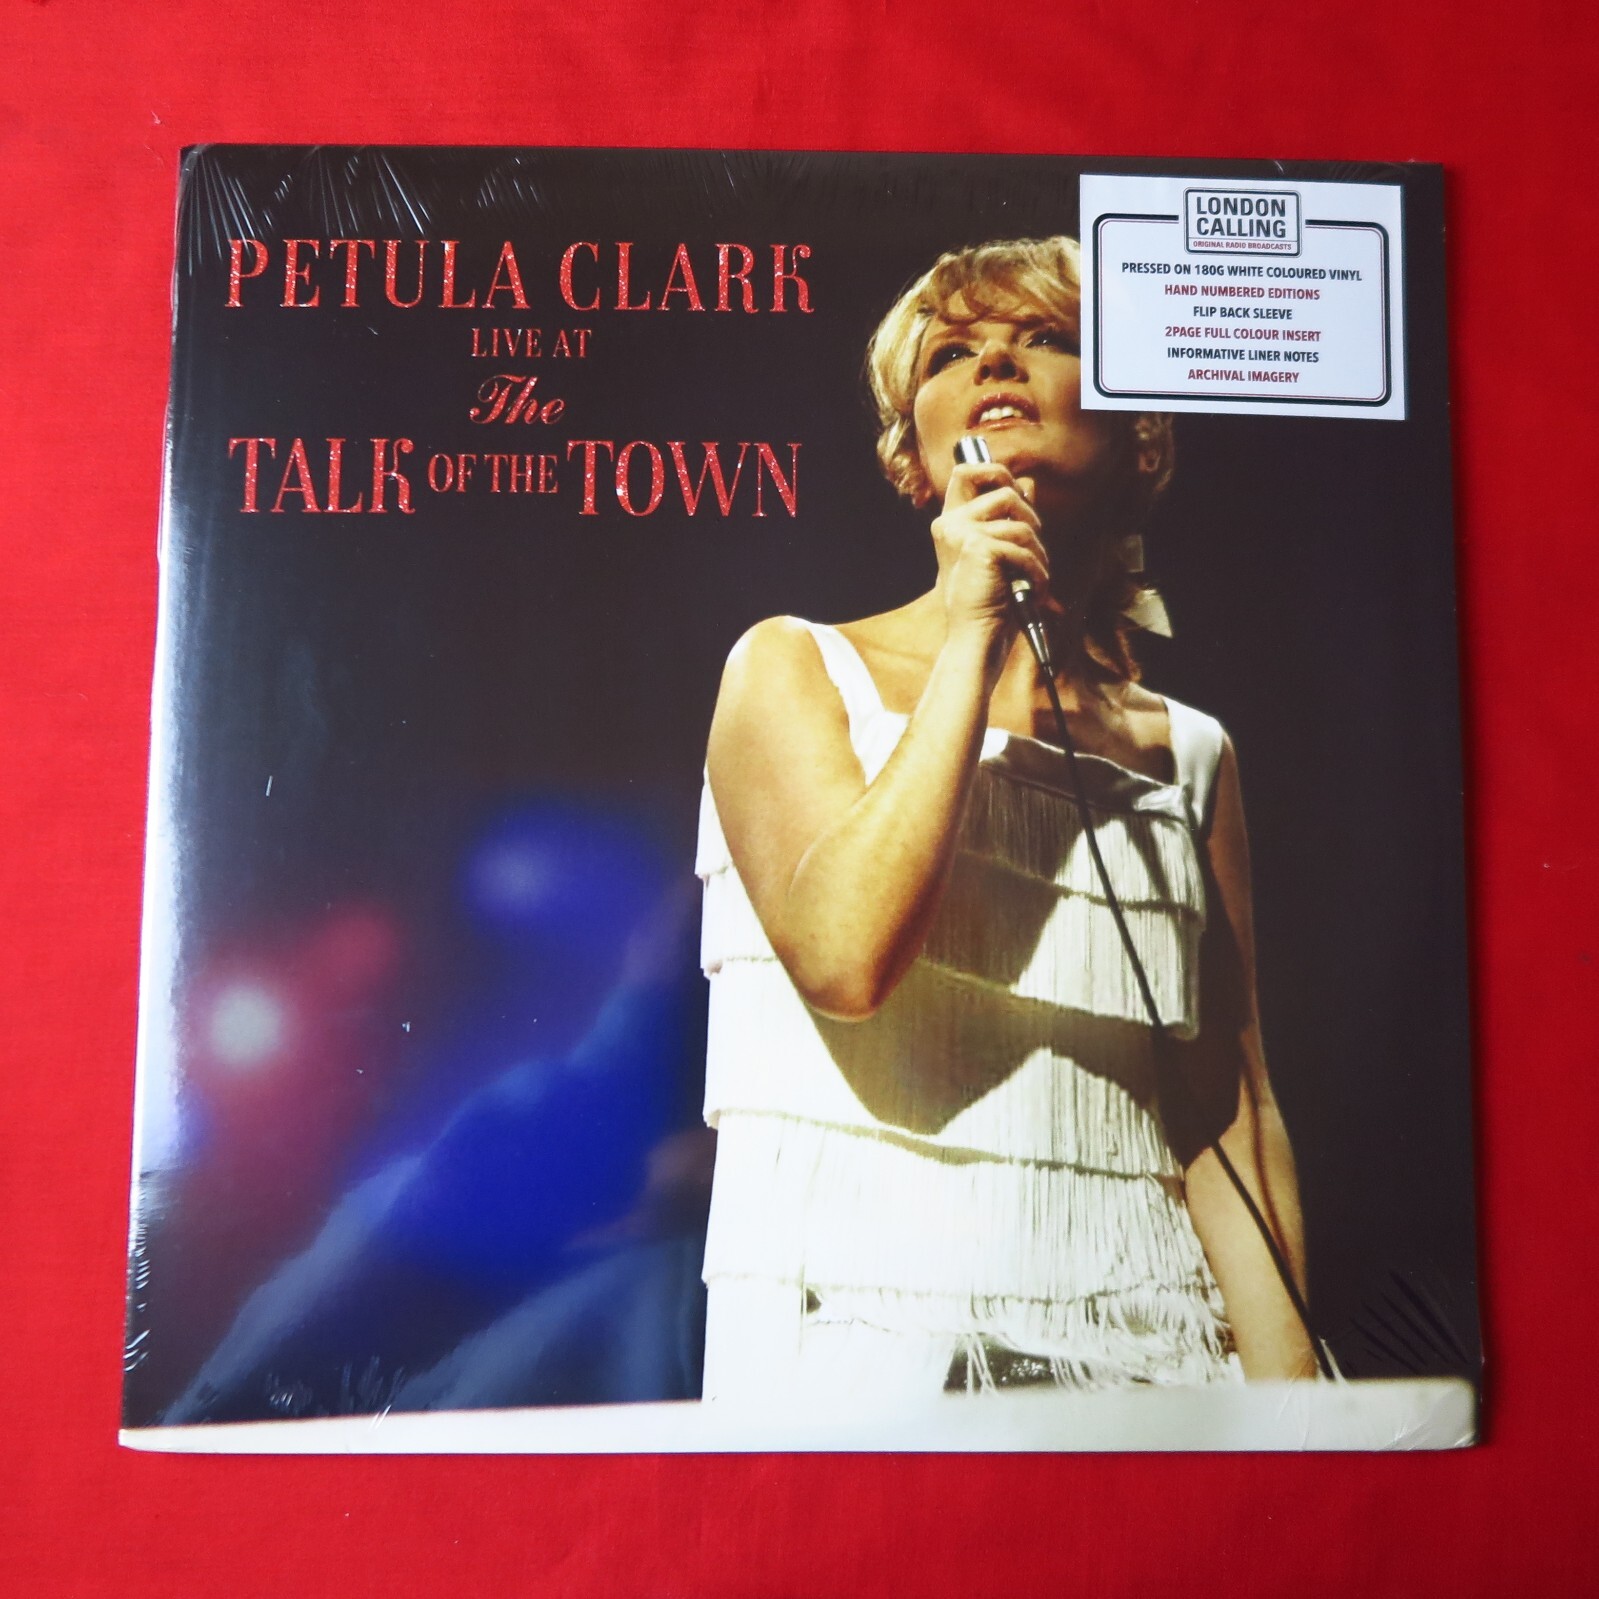 PETULA CLARK
LIVE AT
The
TALK OF THE TOWN
LONDON
CALLING
ORIGINAL RADIO BROADCASTS
PRESSED ON 180G WHITE COLOURED VINYL
HAND NUMBERED EDITIONS
FLIP BACK SLEEVE
2PAGE FULL COLOUR INSERT
INFORMATIVE LINER NOTES
ARCHIVAL IMAGERY